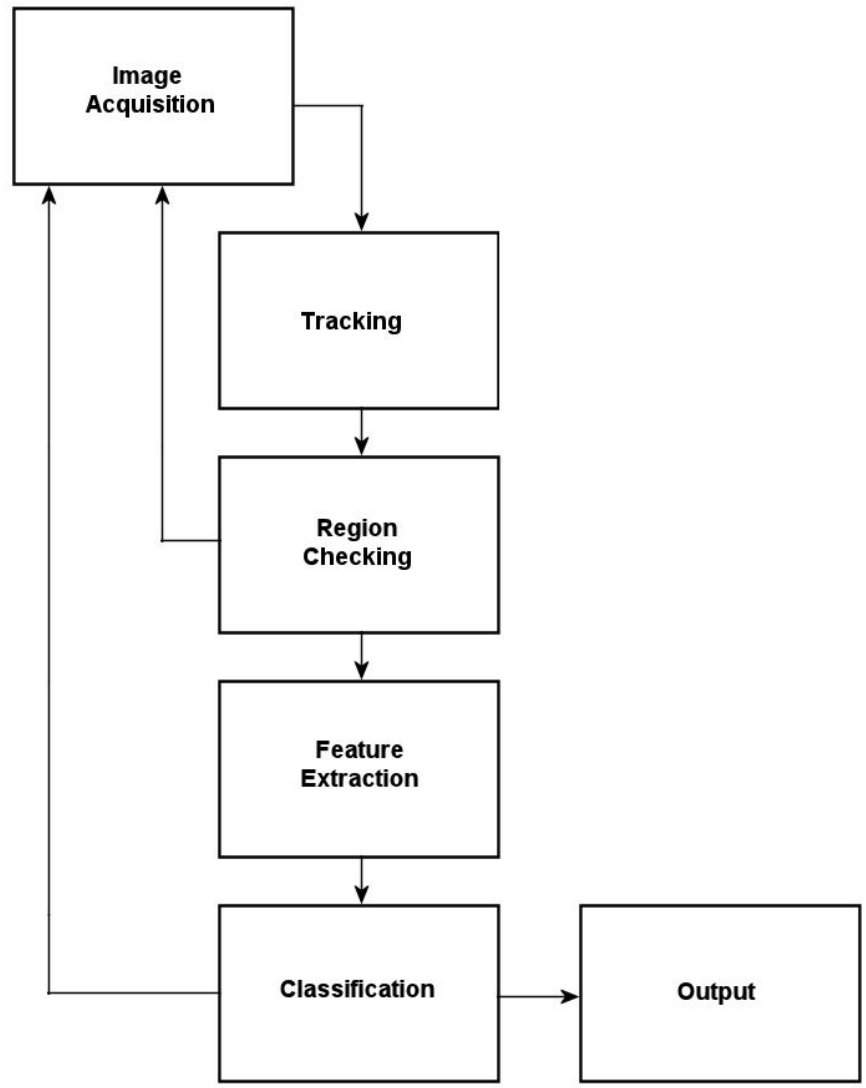 Image
Acquisition
Tracking
Region
Checking
Feature
Extraction
Classification
Output